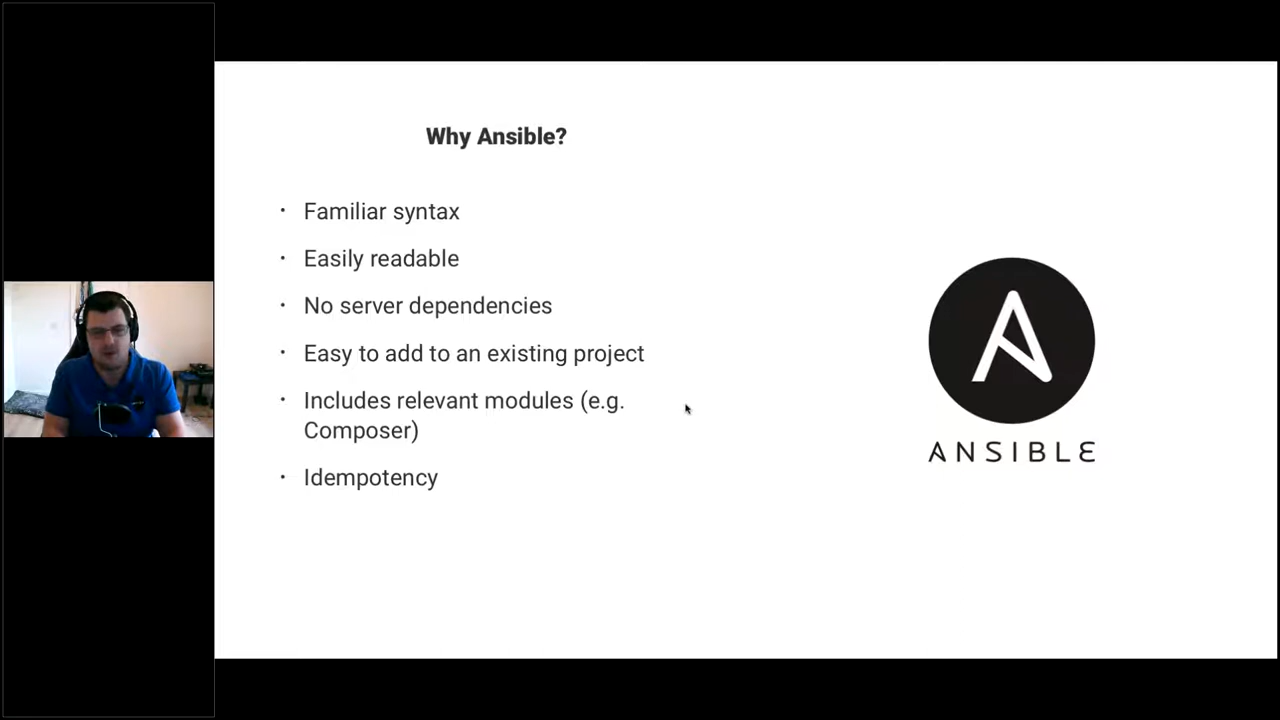 Why Ansible?
· Familiar syntax
· Easily readable
· No server dependencies
· Easy to add to an existing project
· Includes relevant modules (e.g.
Composer)
· Idempotency
ANSIBLE